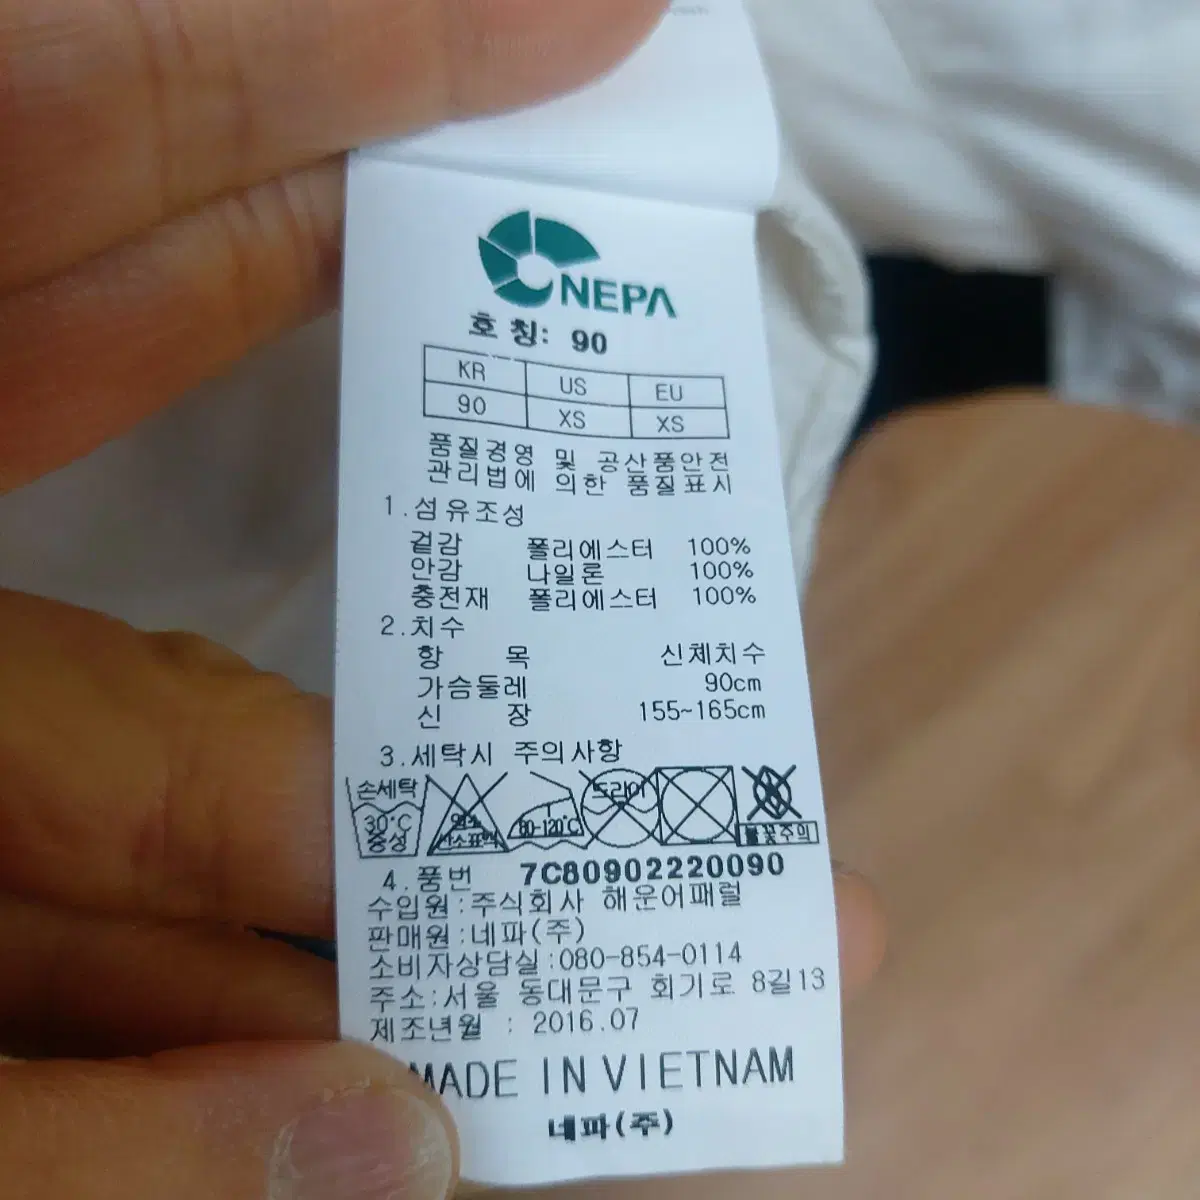 NEPA
호 칭: 90
KR US EU
90 XS XS
품질경영 및 공산품안전
관리법에 의한 품질표시
1.섬유조성
겉감 폴리에스터 100%
안감 나일론 100%
충전재 폴리에스터 100%
2.치수
항 목 신체치수
가슴둘레 90cm
신 장 155~165cm
3.세탁시 주의사항
손세탁 30°C 중성 염소 산소표백 80-120°C 드라이 불꽃주의
4.품번 7C80902220090
수입원:주식회사 해운어패럴
판매원:네파(주)
소비자상담실:080-854-0114
주소:서울 동대문구 회기로 8길13
제조년월 : 2016.07
MADE IN VIETNAM
네파(주)